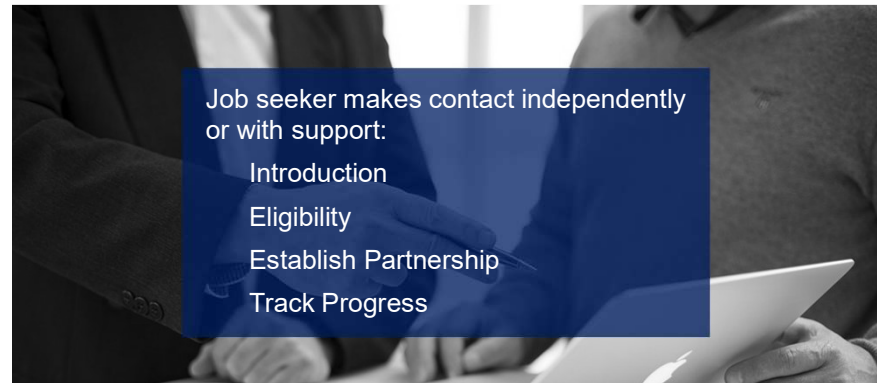 Job seeker makes contact independently
or with support:
Introduction
Eligibility
Establish Partnership
Track Progress